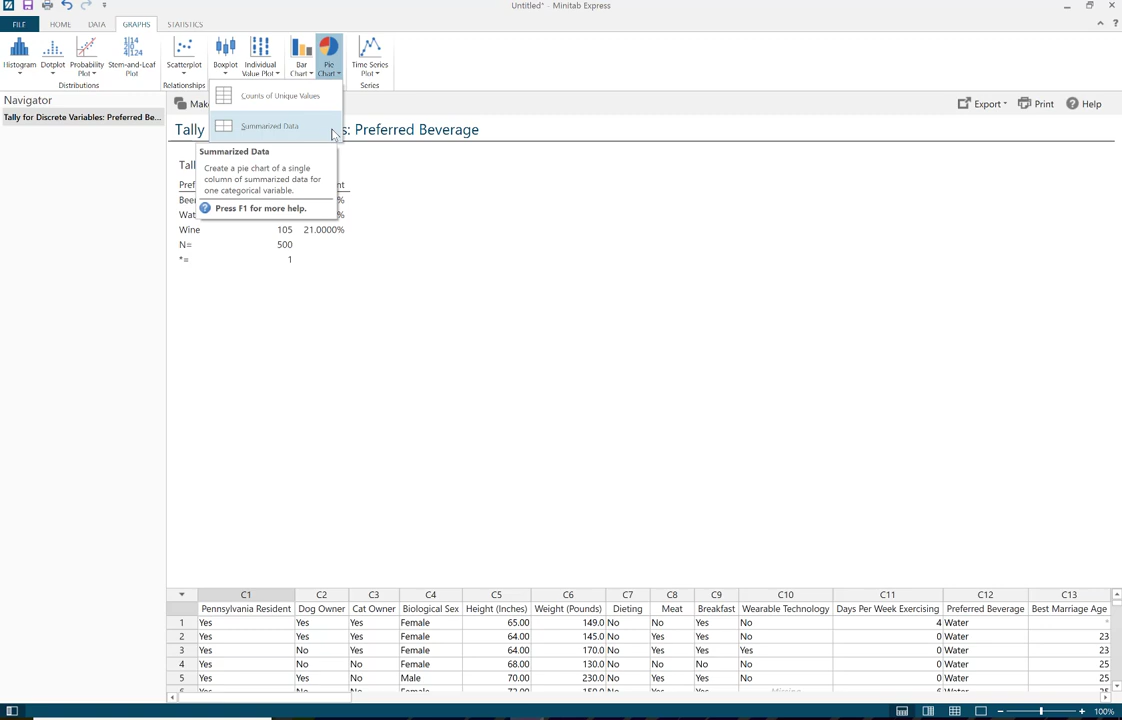 Untitled* - Minitab Express
FILE HOME DATA GRAPHS STATISTICS
Histogram Dotplot Probability Plot Stem-and-Leaf Plot Scatterplot Boxplot Individual Value Plot Bar Chart Pie Chart Time Series Plot
Distributions Relationships Series
Navigator
Tally for Discrete Variables: Preferred Be...
Counts of Unique Values
Summarized Data
Export Print Help
Tally s: Preferred Beverage
Summarized Data
Create a pie chart of a single
column of summarized data for
one categorical variable.
Press F1 for more help.
Wine 105 21.0000%
N= 500
*= 1
C1 C2 C3 C4 C5 C6 C7 C8 C9 C10 C11 C12 C13
Pennsylvania Resident Dog Owner Cat Owner Biological Sex Height (Inches) Weight (Pounds) Dieting Meat Breakfast Wearable Technology Days Per Week Exercising Preferred Beverage Best Marriage Age
1 Yes Yes Yes Female 65.00 149.0 No No Yes No 4 Water *
2 Yes Yes Yes Female 64.00 145.0 No Yes Yes No 0 Water 23
3 Yes No Yes Female 64.00 170.0 No Yes Yes Yes 0 Water 23
4 Yes No No Female 68.00 130.0 No No No No 0 Water 25
5 Yes Yes No Male 70.00 230.0 No Yes Yes No 0 Water 25
100%